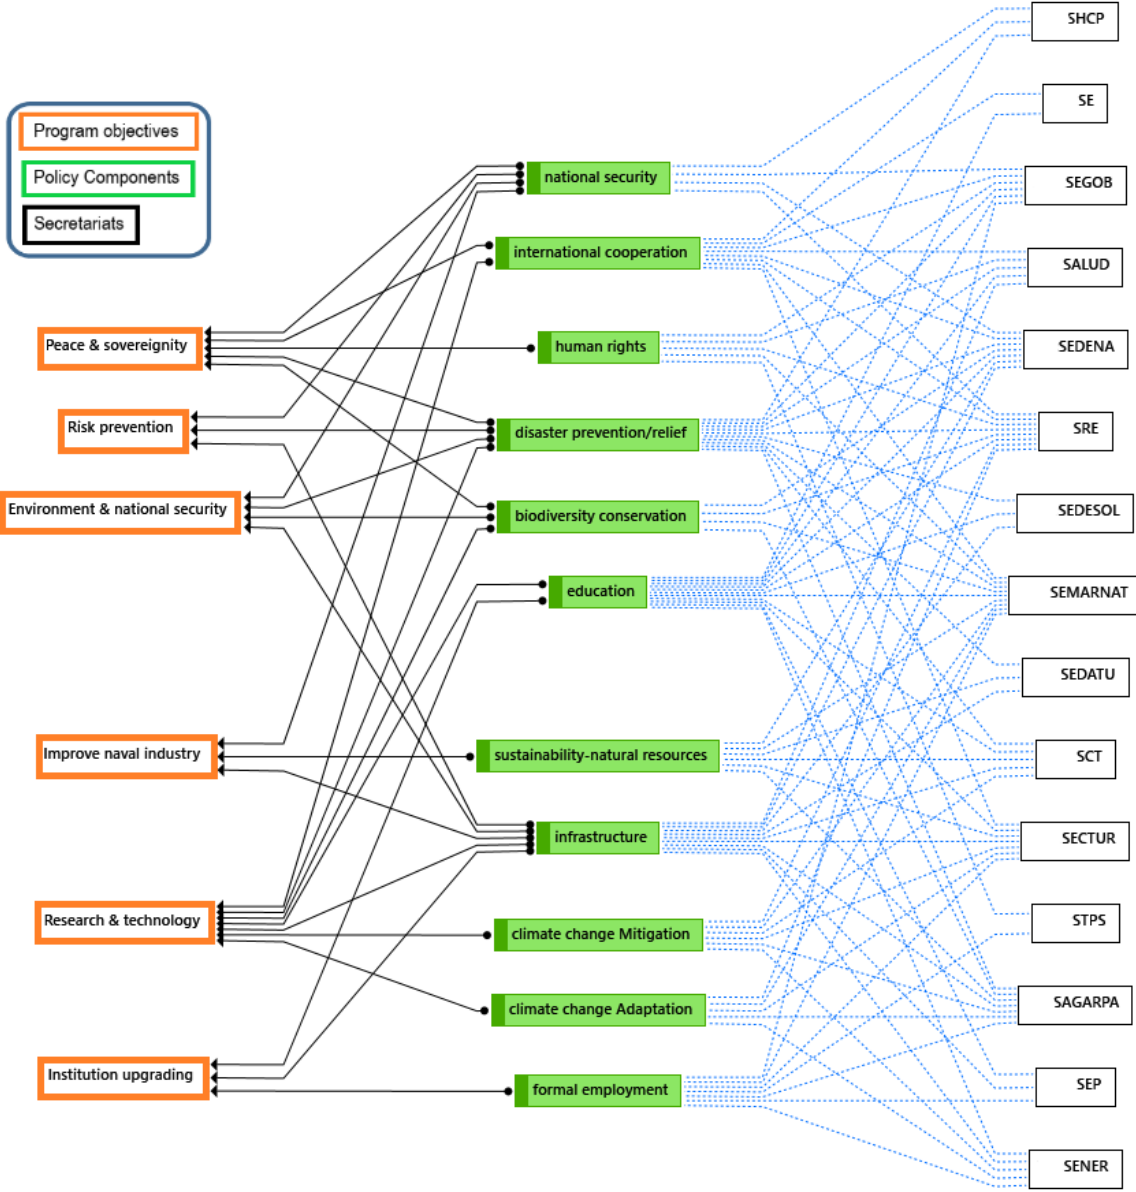 Program objectives
Policy Components
Secretariats
Peace & sovereignity
Risk prevention
Environment & national security
Improve naval industry
Research & technology
Institution upgrading
national security
international cooperation
human rights
disaster prevention/relief
biodiversity conservation
education
sustainability-natural resources
infrastructure
climate change Mitigation
climate change Adaptation
formal employment
SHCP
SE
SEGOB
SALUD
SEDENA
SRE
SEDESOL
SEMARNAT
SEDATU
SCT
SECTUR
STPS
SAGARPA
SEP
SENER